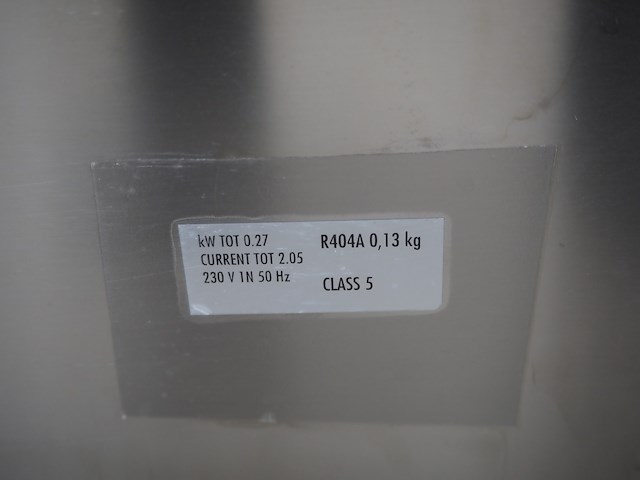 kW TOT 0.27
CURRENT TOT 2.05
230 V 1N 50 Hz
R404A 0,13 kg
CLASS 5